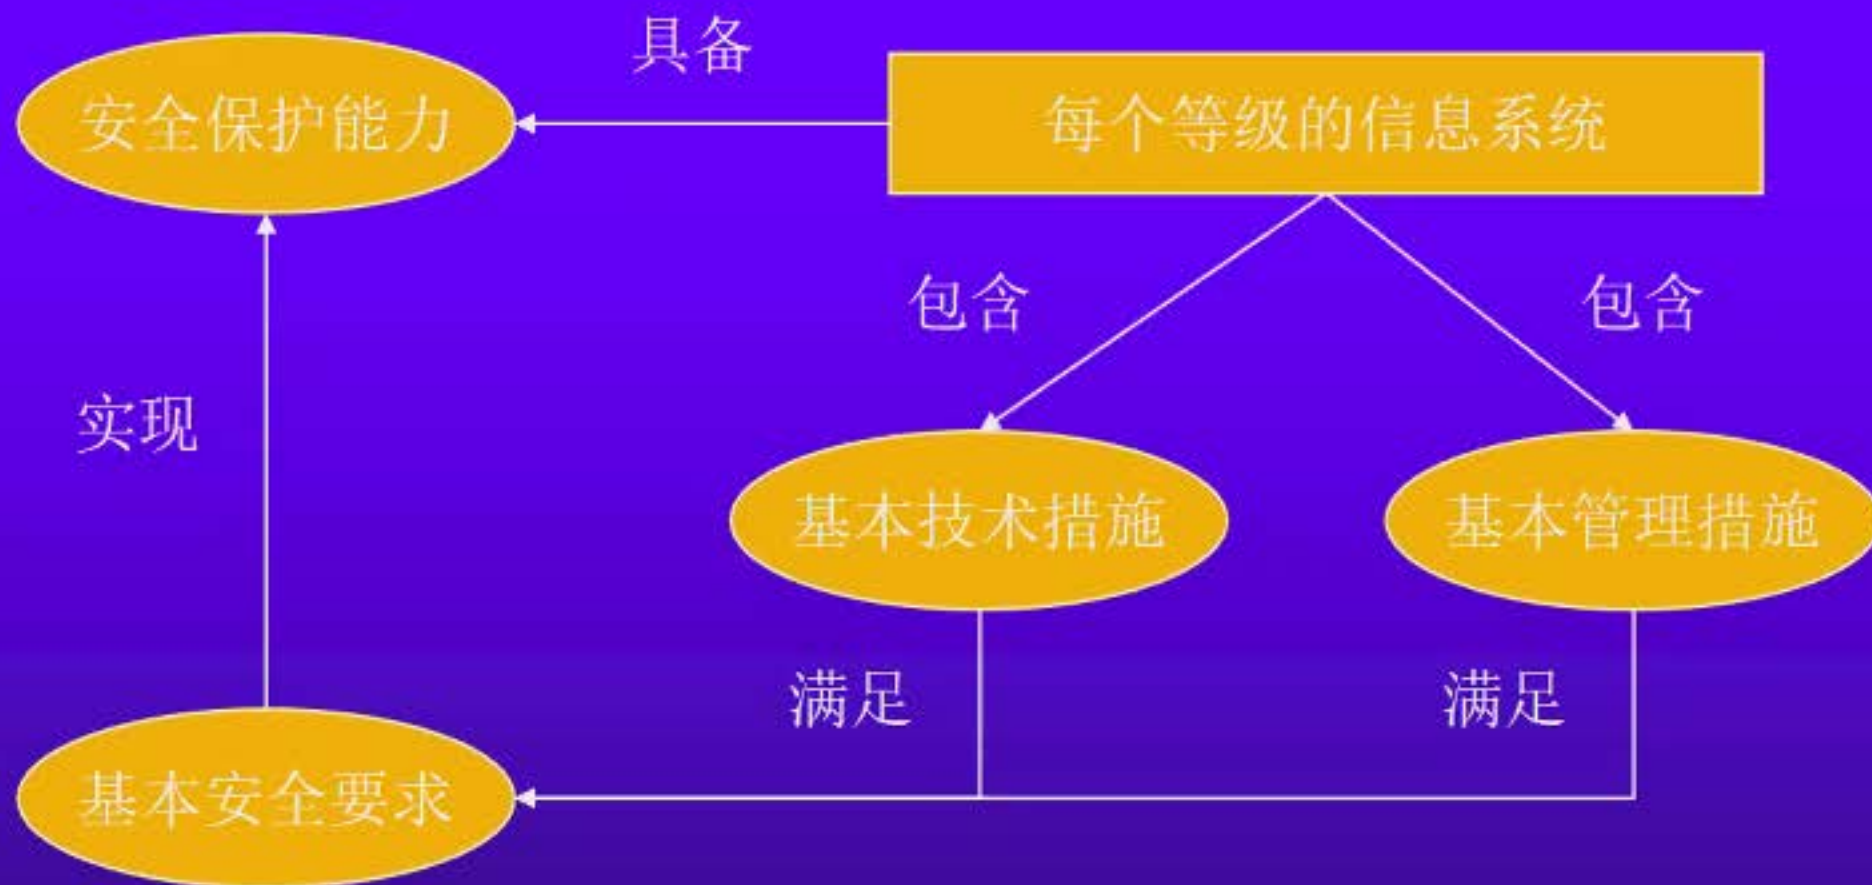 具备
安全保护能力
每个等级的信息系统
包含
包含
实现
基本技术措施
基本管理措施
满足
满足
基本安全要求